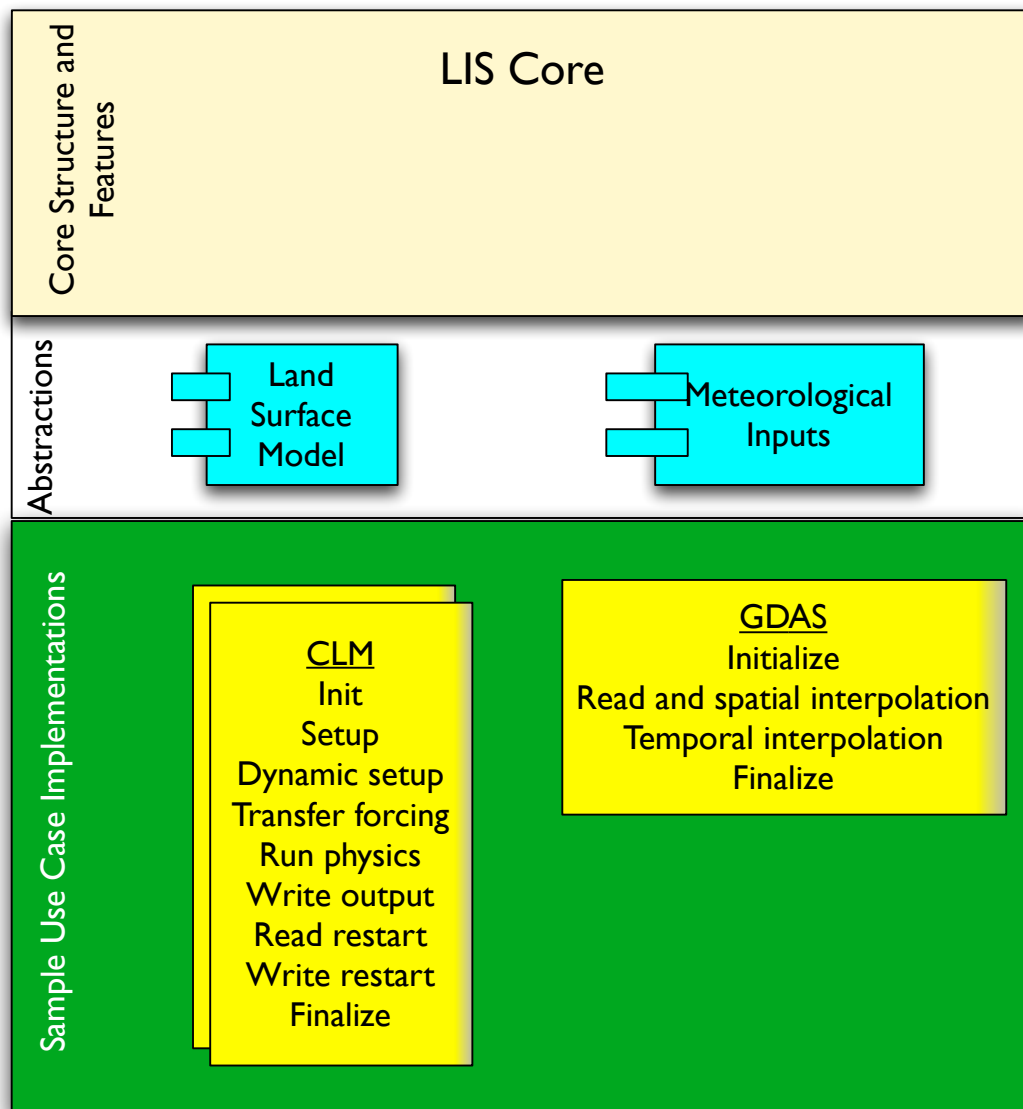 Core Structure and
Features
LIS Core
Abstractions
Land
Surface
Model
Meteorological
Inputs
Sample Use Case Implementations
CLM
Init
Setup
Dynamic setup
Transfer forcing
Run physics
Write output
Read restart
Write restart
Finalize
GDAS
Initialize
Read and spatial interpolation
Temporal interpolation
Finalize